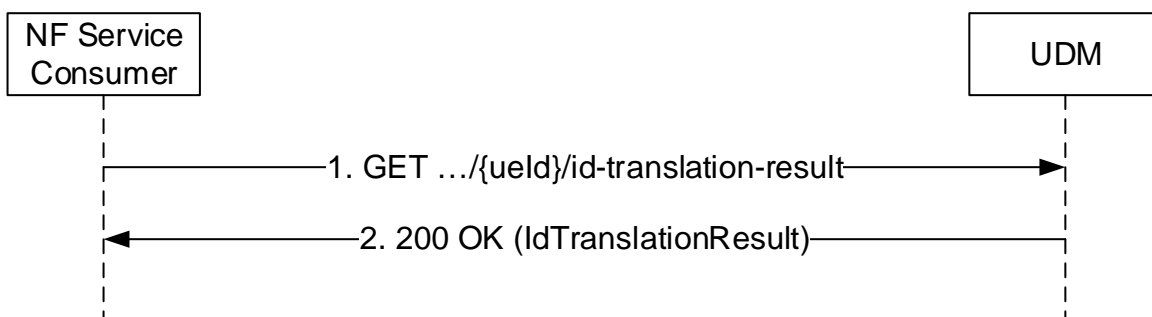 NF Service
Consumer
UDM
1. GET …/{ueId}/id-translation-result
2. 200 OK (IdTranslationResult)